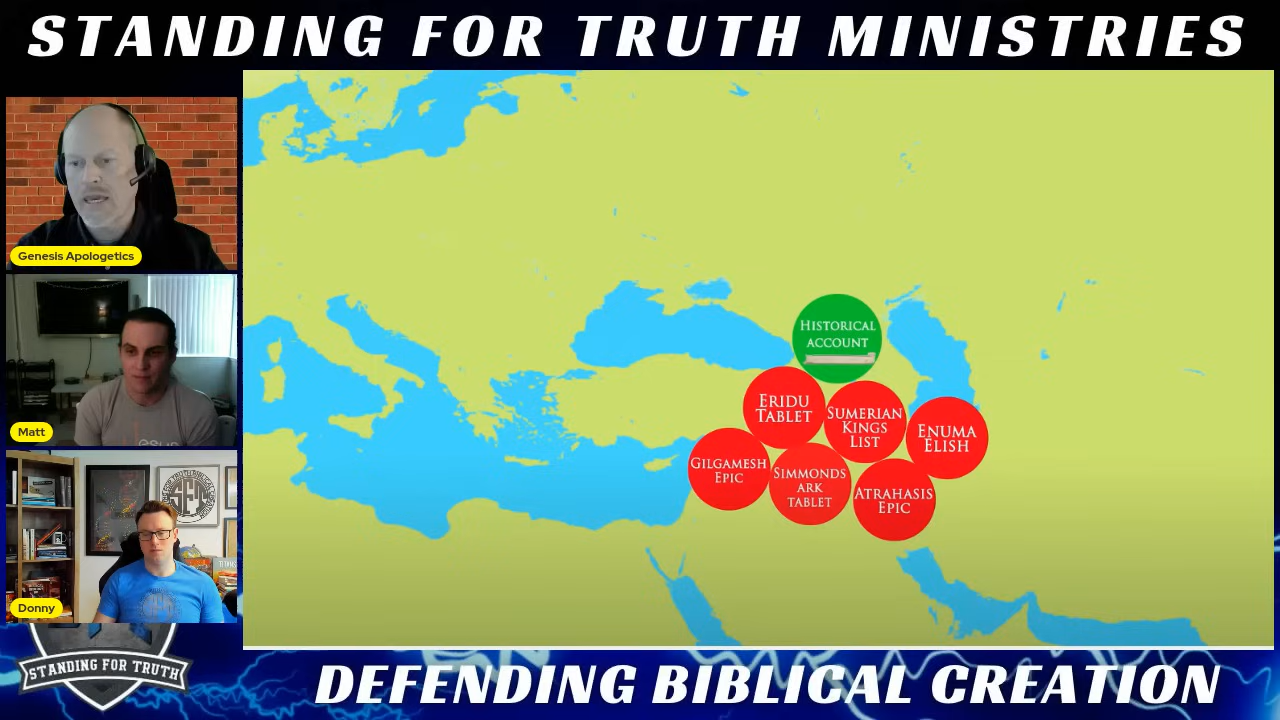 STANDING FOR TRUTH MINISTRIES
Genesis Apologetics
Matt
Donny
SFT
HISTORICAL
ACCOUNT
ERIDU
TABLET
SUMERIAN
KINGS
LIST
ENUMA
ELISH
GILGAMESH
EPIC
SIMMONDS
ARK
TABLET
ATRAHASIS
EPIC
STANDING FOR TRUTH
DEFENDING BIBLICAL CREATION